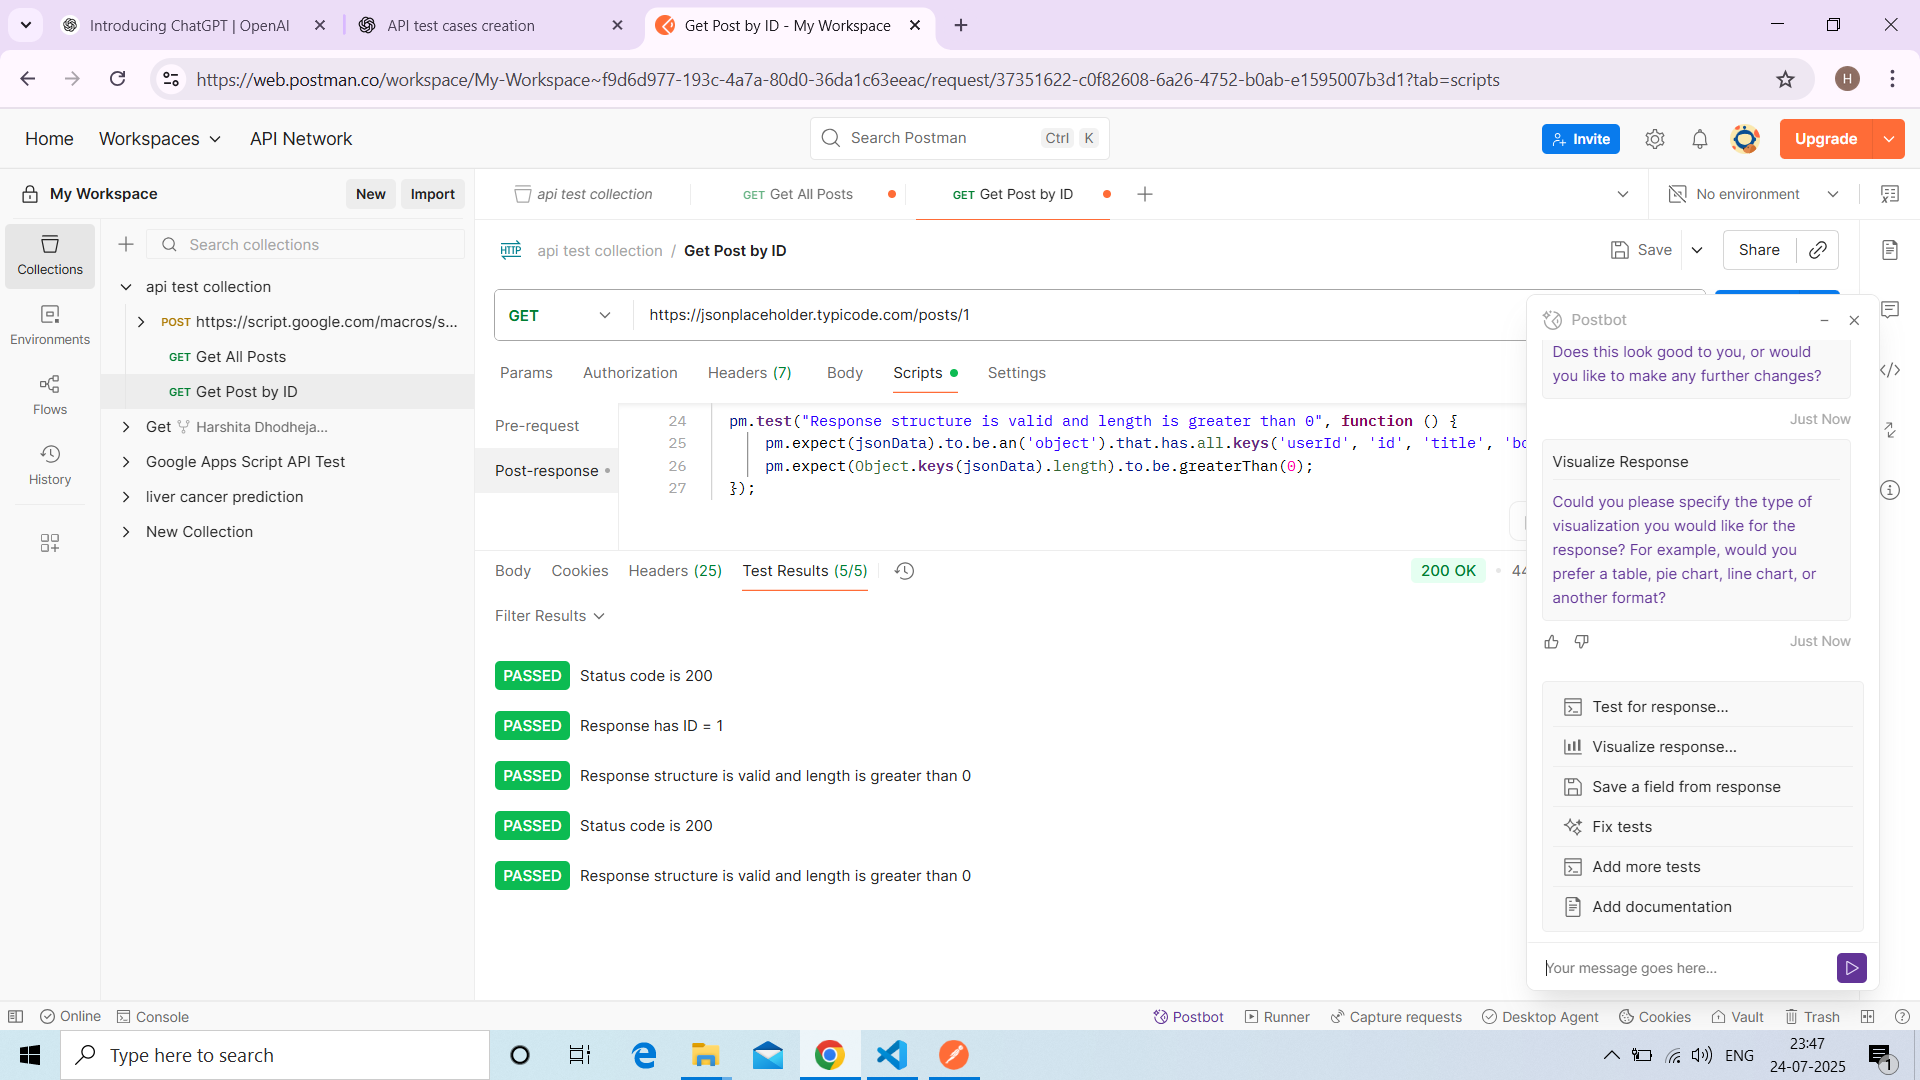 Introducing ChatGPT | OpenAI
API test cases creation
Get Post by ID - My Workspace
https://web.postman.co/workspace/My-Workspace~f9d6d977-193c-4a7a-80d0-36da1c63eeac/request/37351622-c0f82608-6a26-4752-b0ab-e1595007b3d1?tab=scripts
H
Home
Workspaces
API Network
Search Postman
Ctrl
K
Invite
Upgrade
My Workspace
New
Import
api test collection
GET Get All Posts
GET Get Post by ID
No environment
Collections
Environments
Flows
History
Search collections
api test collection
POST https://script.google.com/macros/s...
GET Get All Posts
GET Get Post by ID
Get Harshita Dhodheja...
Google Apps Script API Test
liver cancer prediction
New Collection
HTTP
api test collection / Get Post by ID
Save
Share
GET
https://jsonplaceholder.typicode.com/posts/1
Params
Authorization
Headers (7)
Body
Scripts
Settings
Pre-request
Post-response
24 pm.test("Response structure is valid and length is greater than 0", function () {
25 pm.expect(jsonData).to.be.an('object').that.has.all.keys('userId', 'id', 'title', 'bo
26 pm.expect(Object.keys(jsonData).length).to.be.greaterThan(0);
27 });
Body
Cookies
Headers (25)
Test Results (5/5)
200 OK
44
Filter Results
PASSED Status code is 200
PASSED Response has ID = 1
PASSED Response structure is valid and length is greater than 0
PASSED Status code is 200
PASSED Response structure is valid and length is greater than 0
Postbot
Does this look good to you, or would
you like to make any further changes?
Just Now
Visualize Response
Could you please specify the type of
visualization you would like for the
response? For example, would you
prefer a table, pie chart, line chart, or
another format?
Just Now
Test for response...
Visualize response...
Save a field from response
Fix tests
Add more tests
Add documentation
Your message goes here...
Online
Console
Postbot
Runner
Capture requests
Desktop Agent
Cookies
Vault
Trash
Type here to search
ENG
23:47
24-07-2025
1